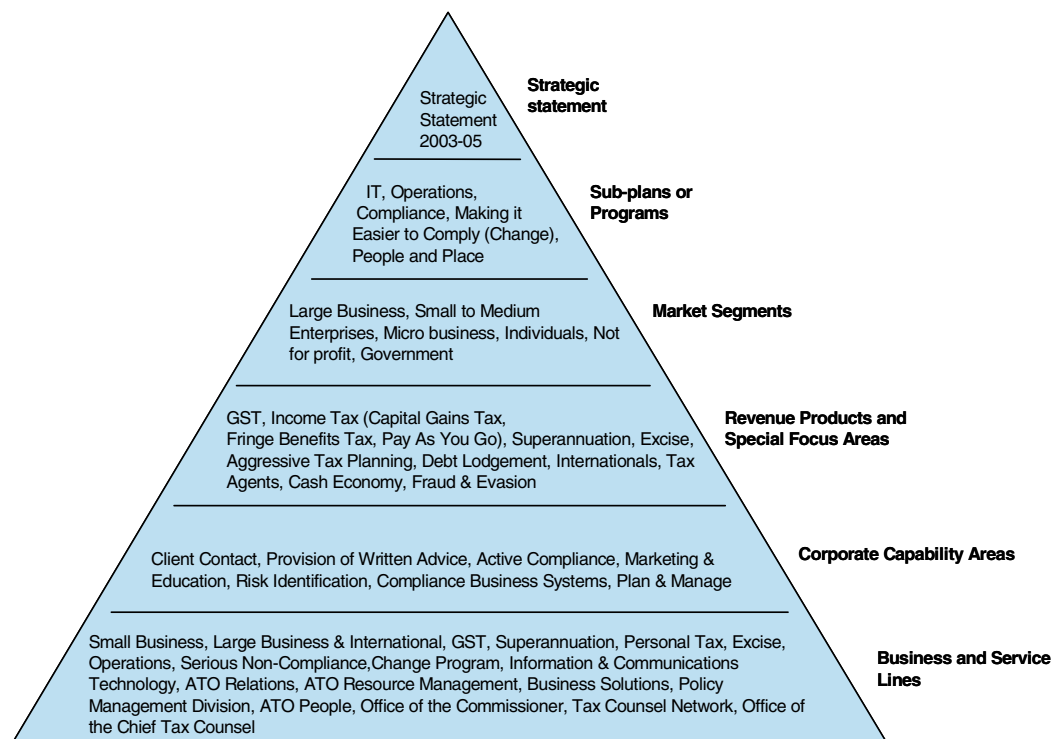 Strategic
Statement
2003-05
Strategic
statement
IT, Operations,
Compliance, Making it
Easier to Comply (Change),
People and Place
Sub-plans or
Programs
Large Business, Small to Medium
Enterprises, Micro business, Individuals, Not
for profit, Government
Market Segments
GST, Income Tax (Capital Gains Tax,
Fringe Benefits Tax, Pay As You Go), Superannuation, Excise,
Aggressive Tax Planning, Debt Lodgement, Internationals, Tax
Agents, Cash Economy, Fraud & Evasion
Revenue Products and
Special Focus Areas
Client Contact, Provision of Written Advice, Active Compliance, Marketing &
Education, Risk Identification, Compliance Business Systems, Plan & Manage
Corporate Capability Areas
Small Business, Large Business & International, GST, Superannuation, Personal Tax, Excise,
Operations, Serious Non-Compliance,Change Program, Information & Communications
Technology, ATO Relations, ATO Resource Management, Business Solutions, Policy
Management Division, ATO People, Office of the Commissioner, Tax Counsel Network, Office of
the Chief Tax Counsel
Business and Service
Lines